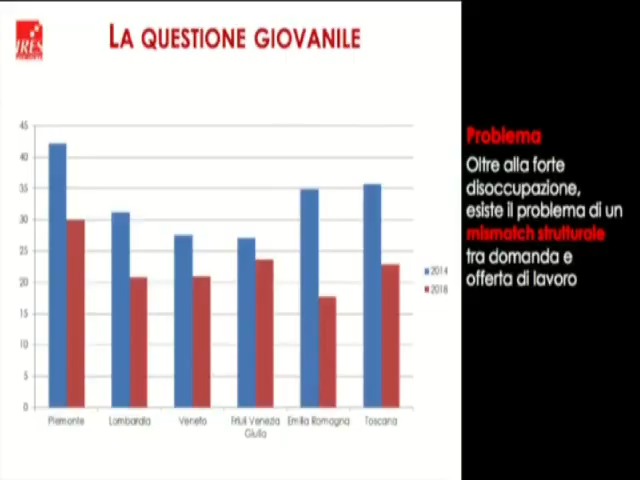 IRES
LA QUESTIONE GIOVANILE
45
40
35
30
25
20
15
10
5
0
Piemonte
Lombardia
Veneto
Friuli Venezia
Giulia
Emilia Romagna
Toscana
2014
2018
Problema
Oltre alla forte
disoccupazione,
esiste il problema di un
mismatch strutturale
tra domanda e
offerta di lavoro